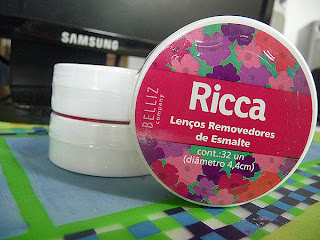 SAMSUNG
BELLIZ
company
Ricca
Lenços Removedores
de Esmalte
cont.:32 un
(diâmetro 4,4cm)